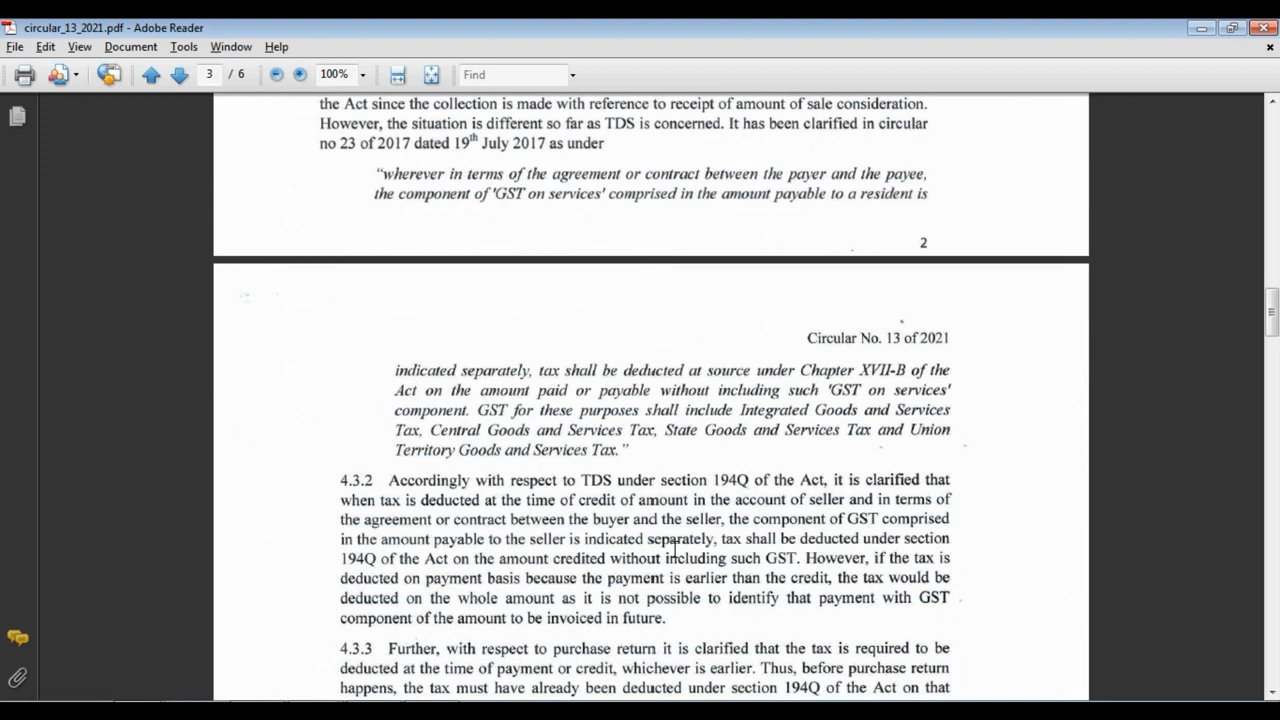 circular_13_2021.pdf - Adobe Reader
File Edit View Document Tools Window Help
3 / 6 100% Find
the Act since the collection is made with reference to receipt of amount of sale consideration.
However, the situation is different so far as TDS is concerned. It has been clarified in circular
no 23 of 2017 dated 19th July 2017 as under
"wherever in terms of the agreement or contract between the payer and the payee,
the component of 'GST on services' comprised in the amount payable to a resident is
2
Circular No. 13 of 2021
indicated separately, tax shall be deducted at source under Chapter XVII-B of the
Act on the amount paid or payable without including such 'GST on services'
component. GST for these purposes shall include Integrated Goods and Services
Tax, Central Goods and Services Tax, State Goods and Services Tax and Union
Territory Goods and Services Tax."
4.3.2 Accordingly with respect to TDS under section 194Q of the Act, it is clarified that
when tax is deducted at the time of credit of amount in the account of seller and in terms of
the agreement or contract between the buyer and the seller, the component of GST comprised
in the amount payable to the seller is indicated separately, tax shall be deducted under section
194Q of the Act on the amount credited without including such GST. However, if the tax is
deducted on payment basis because the payment is earlier than the credit, the tax would be
deducted on the whole amount as it is not possible to identify that payment with GST
component of the amount to be invoiced in future.
4.3.3 Further, with respect to purchase return it is clarified that the tax is required to be
deducted at the time of payment or credit, whichever is earlier. Thus, before purchase return
happens, the tax must have already been deducted under section 194Q of the Act on that